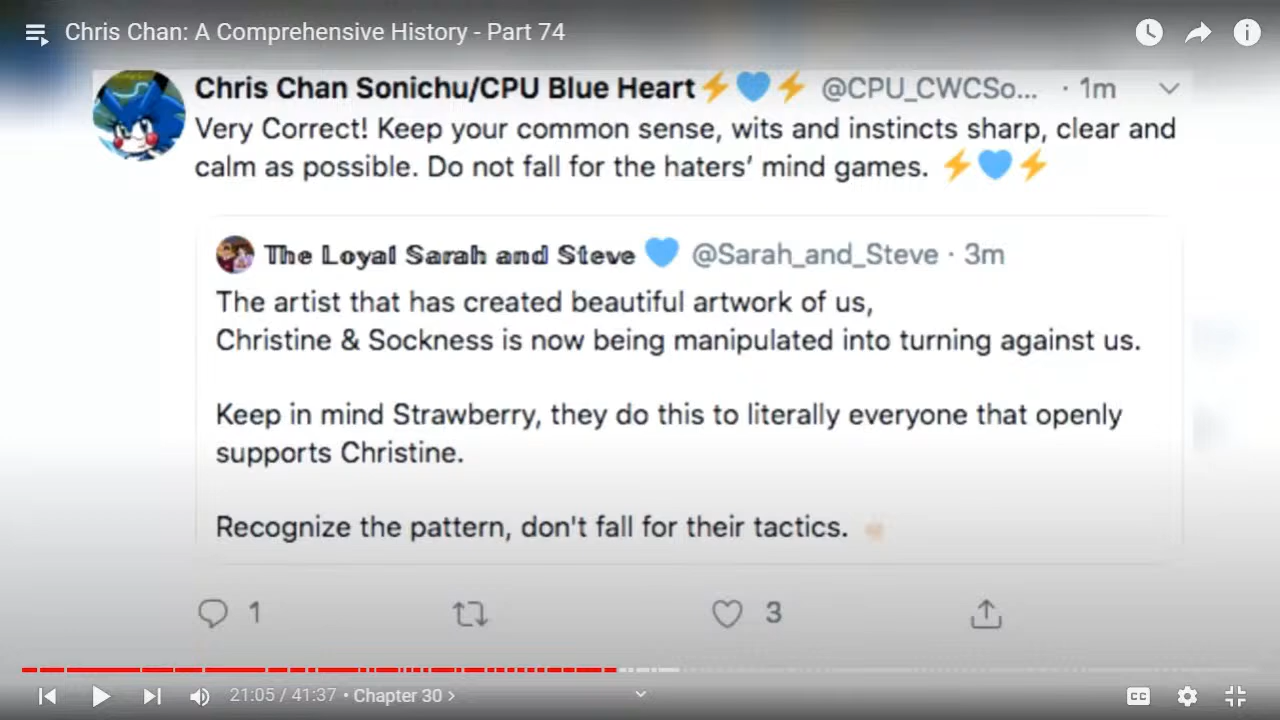 Chris Chan: A Comprehensive History - Part 74
Chris Chan Sonichu/CPU Blue Heart⚡💙⚡ @CPU_CWCSo... · 1m
Very Correct! Keep your common sense, wits and instincts sharp, clear and
calm as possible. Do not fall for the haters’ mind games. ⚡💙⚡
The Loyal Sarah and Steve 💙 @Sarah_and_Steve · 3m
The artist that has created beautiful artwork of us,
Christine & Sockness is now being manipulated into turning against us.
Keep in mind Strawberry, they do this to literally everyone that openly
supports Christine.
Recognize the pattern, don't fall for their tactics.
1 3
21:05 / 41:37 • Chapter 30 >
CC